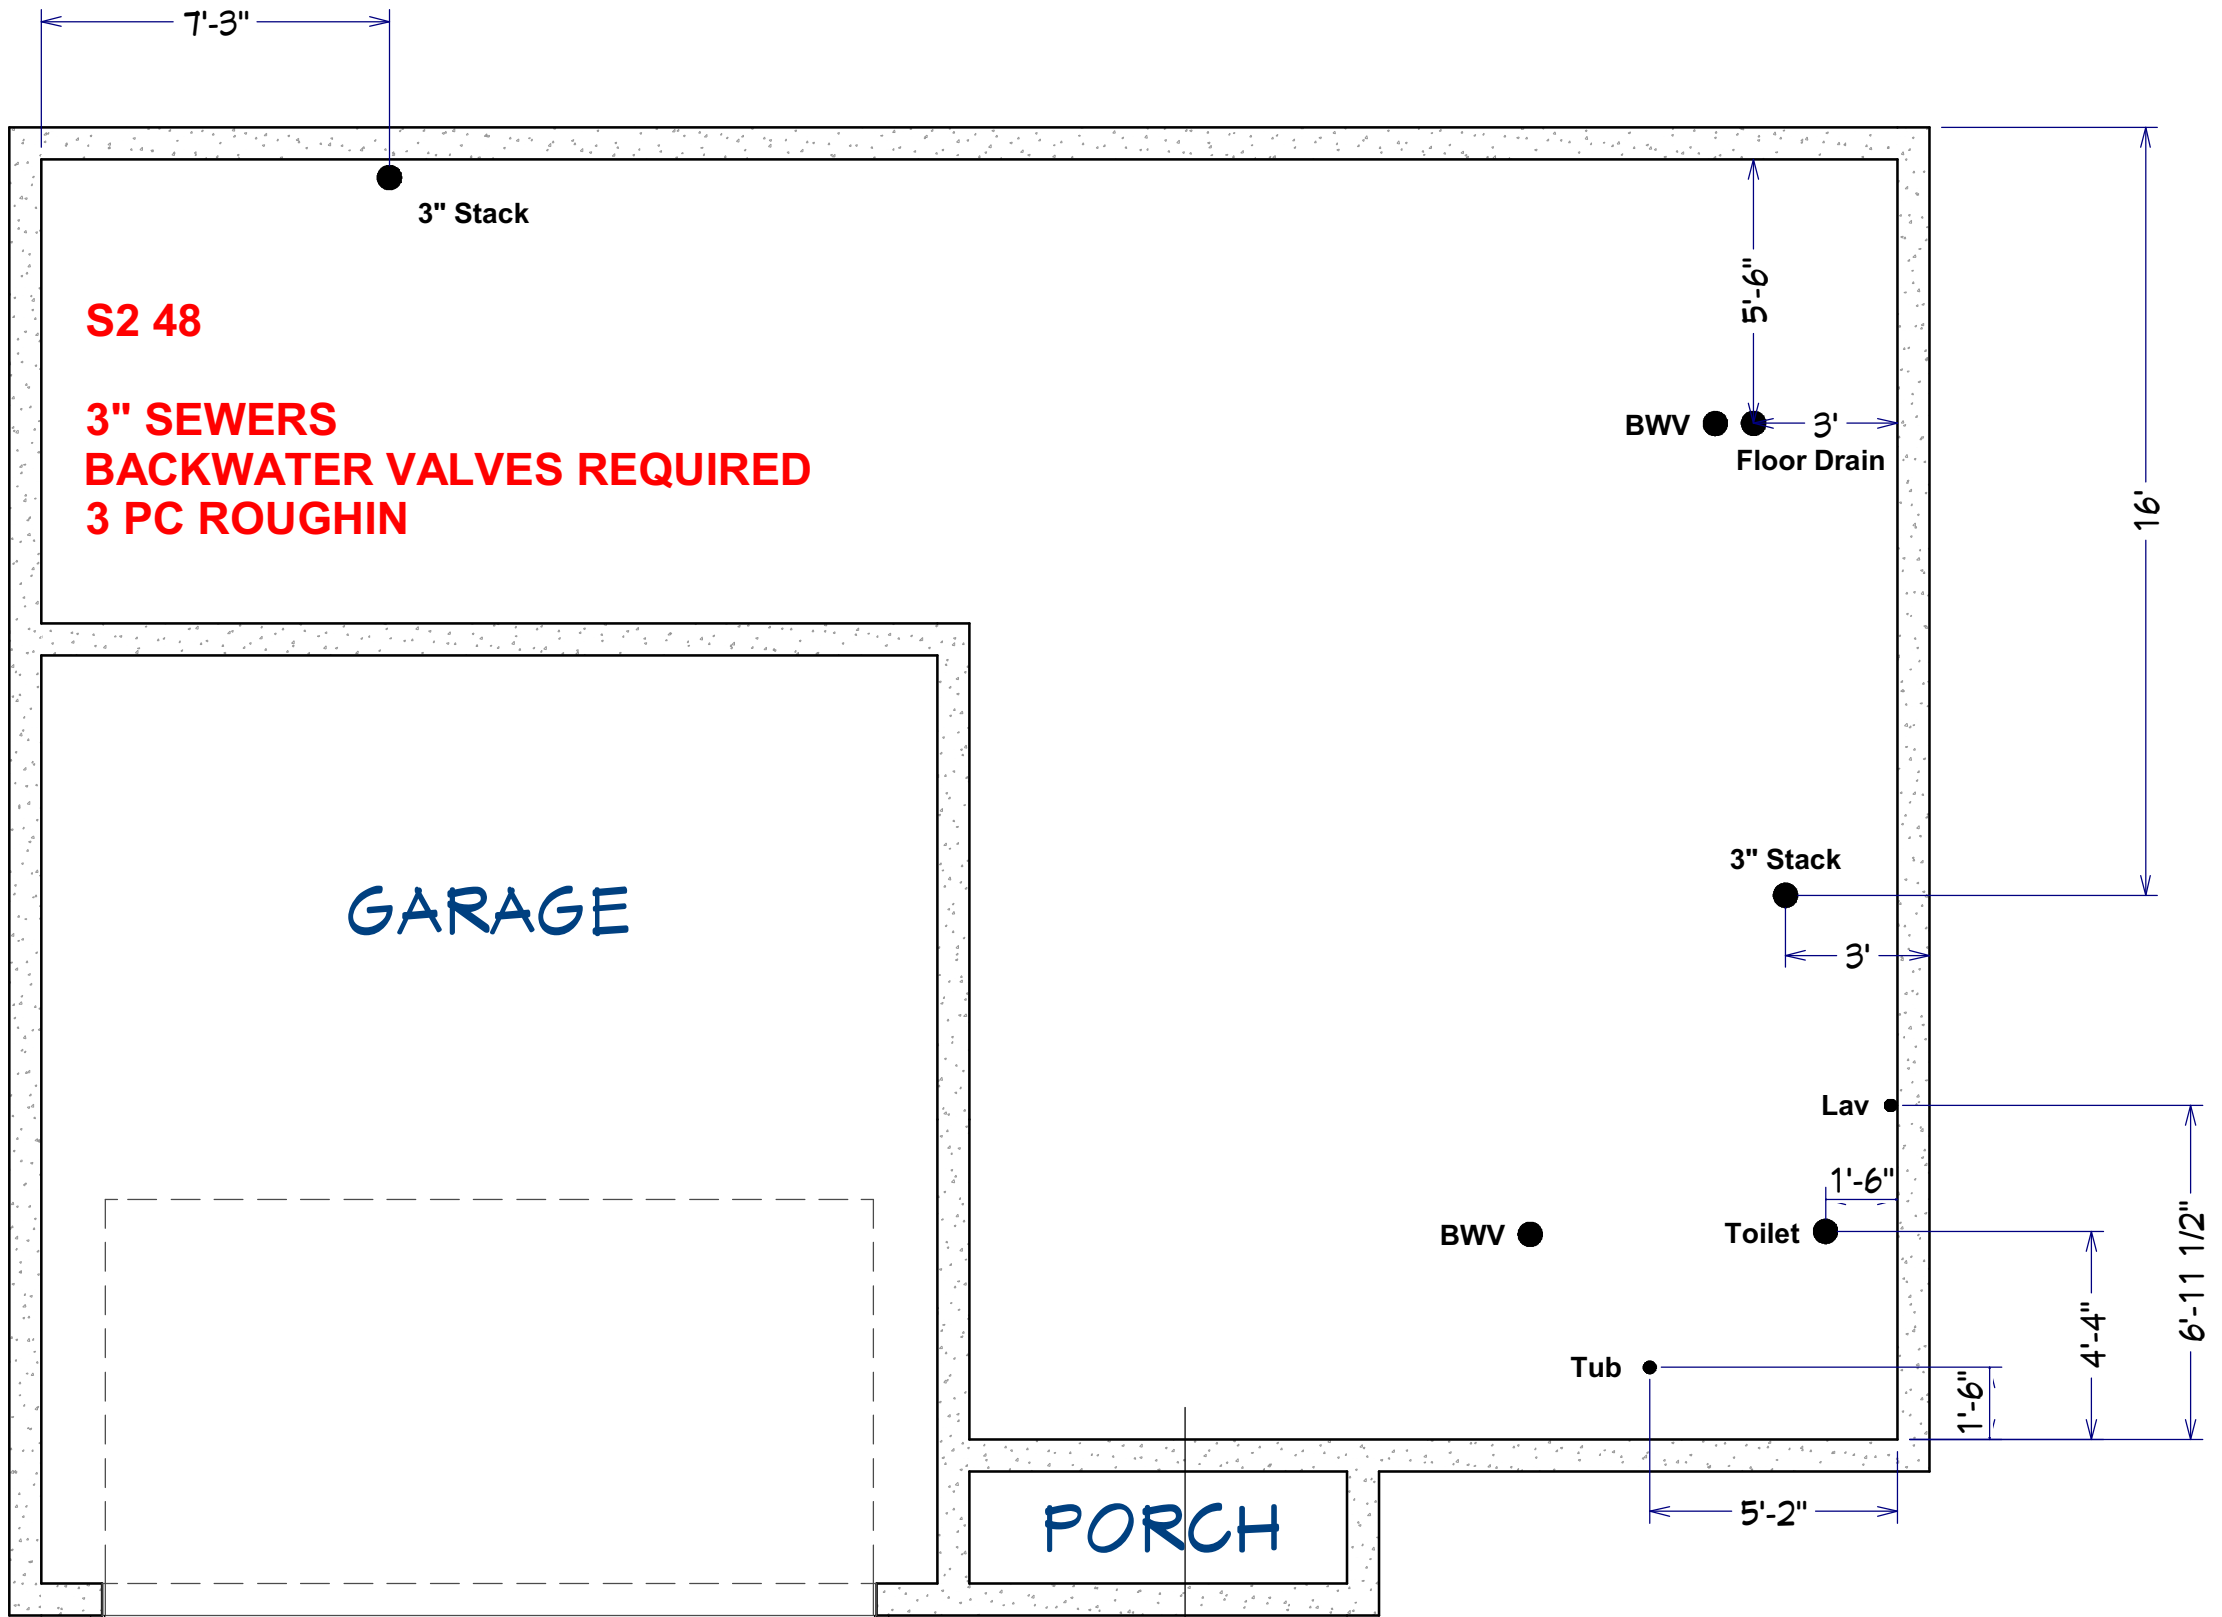 7'-3"
3" Stack
S2 48
3" SEWERS
BACKWATER VALVES REQUIRED
3 PC ROUGHIN
5'-6"
BWV
3'
Floor Drain
16'
3" Stack
3'
GARAGE
Lav
1'-6"
BWV
Toilet
6'-11 1/2"
4'-4"
Tub
1'-6"
5'-2"
PORCH